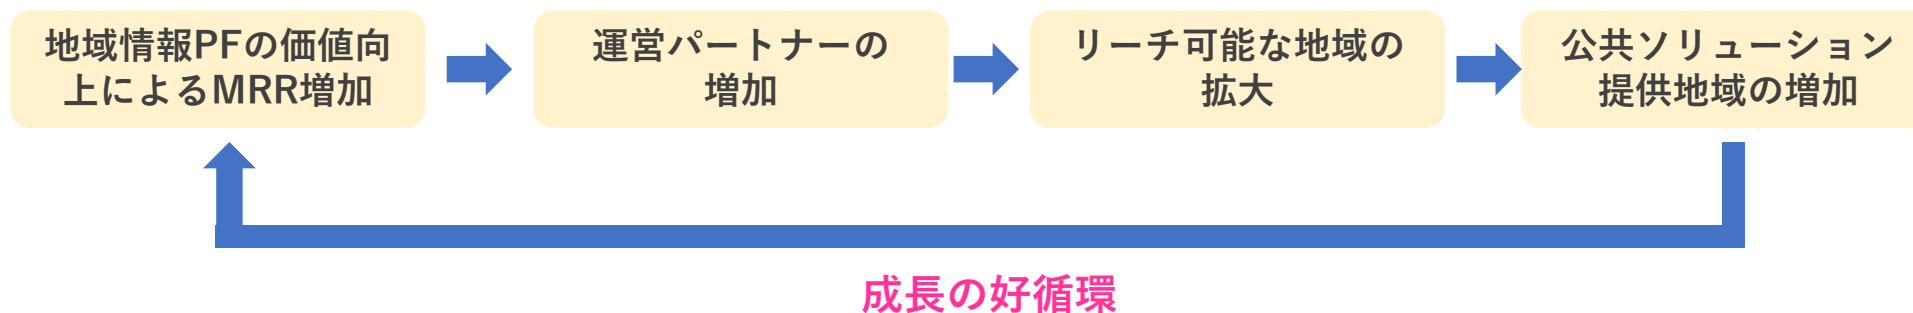 地域情報PFの価値向
上によるMRR増加
運営パートナーの
増加
リーチ可能な地域の
拡大
公共ソリューション
提供地域の増加
成長の好循環